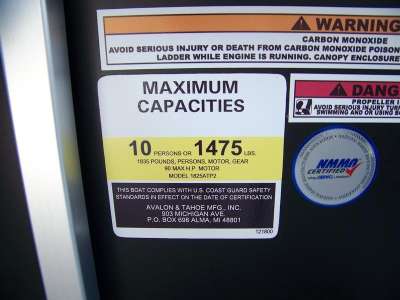 WARNING
CARBON MONOXIDE
AVOID SERIOUS INJURY OR DEATH FROM CARBON MONOXIDE
LADDER WHILE ENGINE IS RUNNING. CANOPY ENCLOSURE
MAXIMUM
CAPACITIES
10 PERSONS OR 1475 LBS.
1835 POUNDS, PERSONS, MOTOR, GEAR
90 MAX H.P. MOTOR
MODEL 1825ATP2
THIS BOAT COMPLIES WITH U.S. COAST GUARD SAFETY
STANDARDS IN EFFECT ON THE DATE OF CERTIFICATION
AVALON & TAHOE MFG., INC.
903 MICHIGAN AVE.
P.O. BOX 698 ALMA, MI 48801
121800
DANG
PROPELLER
AVOID SERIOUS INJURY
SWIMMING AND OR USING
NMMA
CERTIFIED